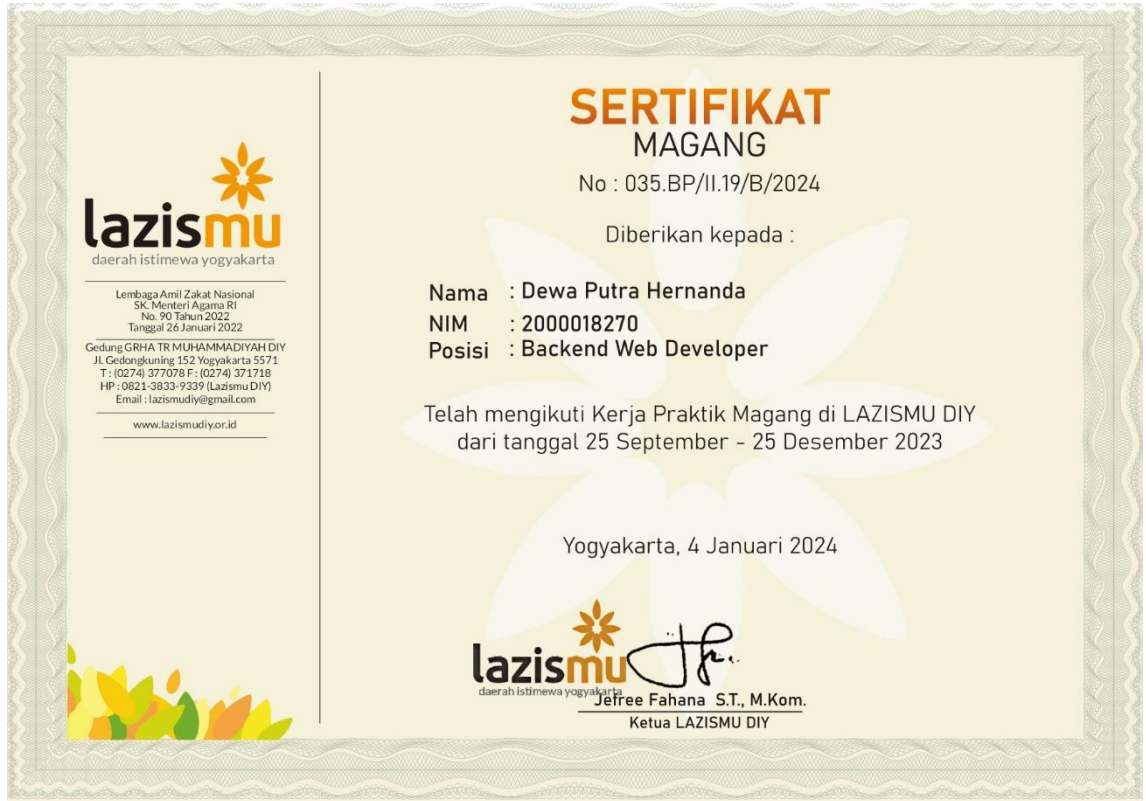 lazismu
daerah istimewa yogyakarta
Lembaga Amil Zakat Nasional
SK. Menteri Agama RI
No. 90 Tahun 2022
Tanggal 26 Januari 2022
Gedung GRHA TR MUHAMMADIYAH DIY
Jl. Gedongkuning 152 Yogyakarta 5571
T : (0274) 377078 F : (0274) 371718
HP : 0821-3833-9339 (Lazismu DIY)
Email : lazismudiy@gmail.com
www.lazismudiy.or.id
SERTIFIKAT
MAGANG
No : 035.BP/II.19/B/2024
Diberikan kepada :
Nama : Dewa Putra Hernanda
NIM : 2000018270
Posisi : Backend Web Developer
Telah mengikuti Kerja Praktik Magang di LAZISMU DIY
dari tanggal 25 September - 25 Desember 2023
Yogyakarta, 4 Januari 2024
lazismu
daerah istimewa yogyakarta
Jefree Fahana S.T., M.Kom.
Ketua LAZISMU DIY